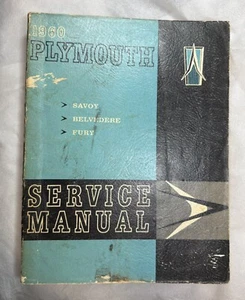 1960
PLYMOUTH
> SAVOY
> BELVEDERE
> FURY
SERVICE
MANUAL